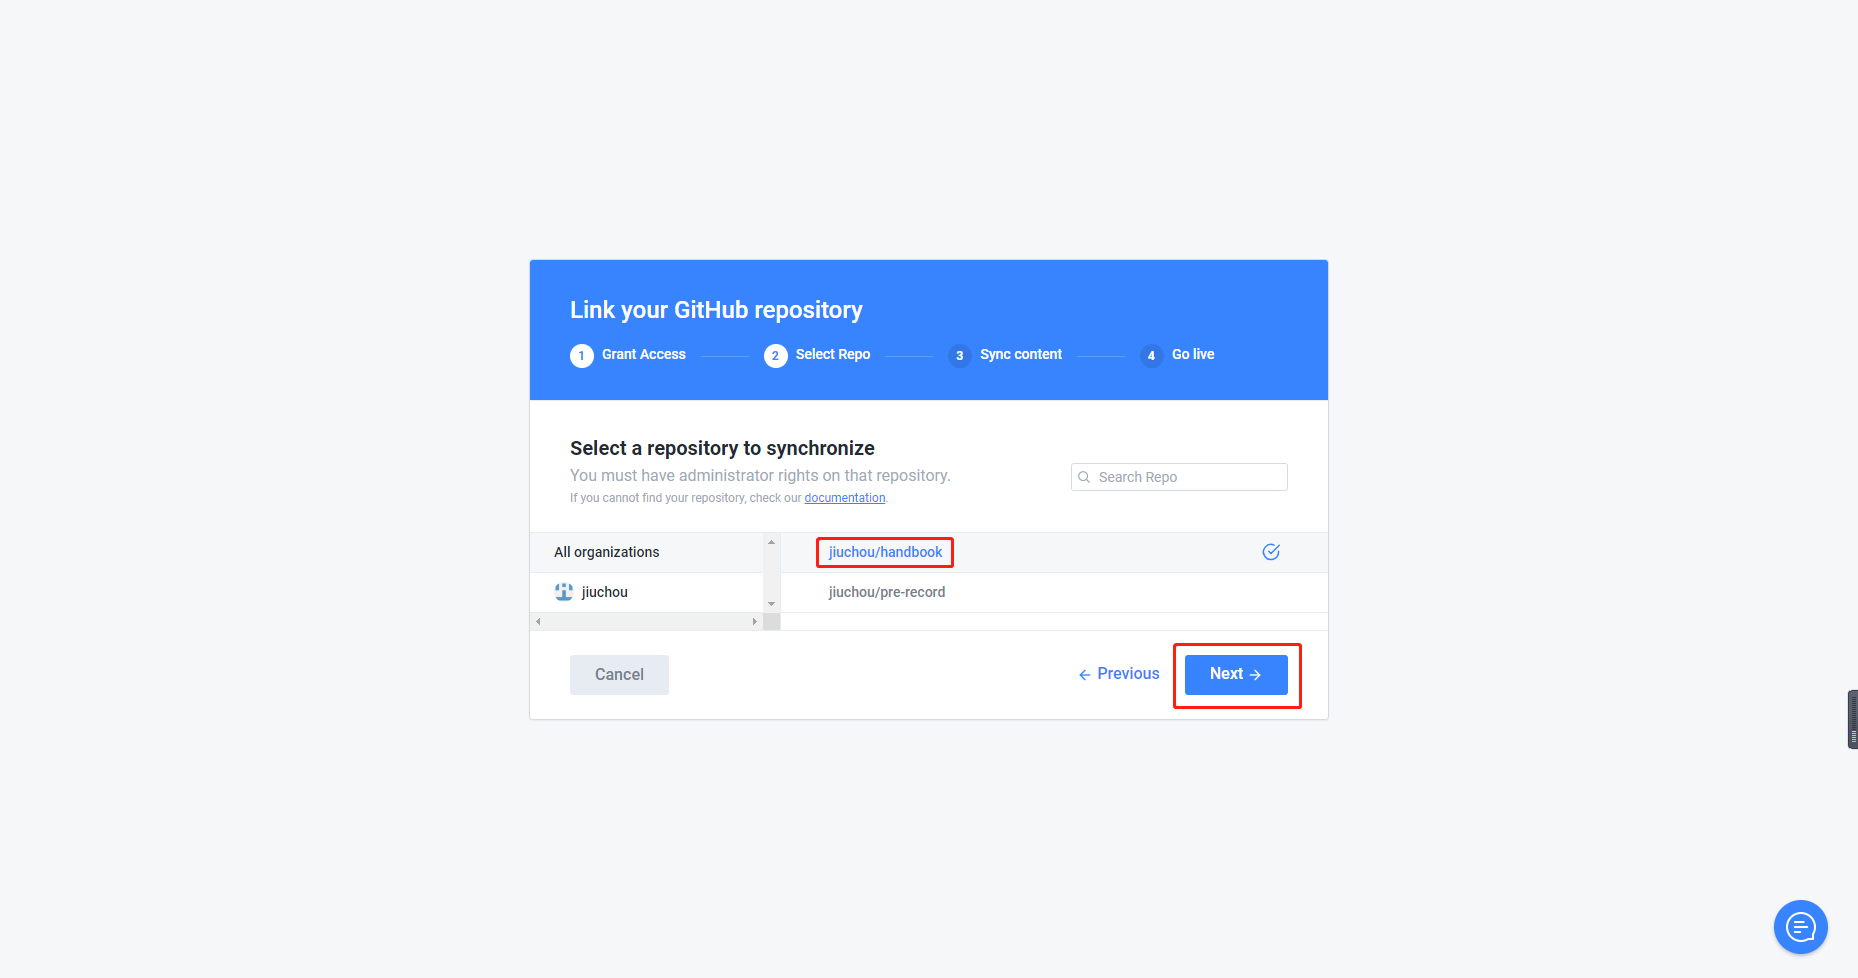 Link your GitHub repository
1 Grant Access 2 Select Repo 3 Sync content 4 Go live
Select a repository to synchronize
You must have administrator rights on that repository.
If you cannot find your repository, check our documentation.
Search Repo
All organizations
jiuchou/handbook
jiuchou
jiuchou/pre-record
Cancel
← Previous
Next →